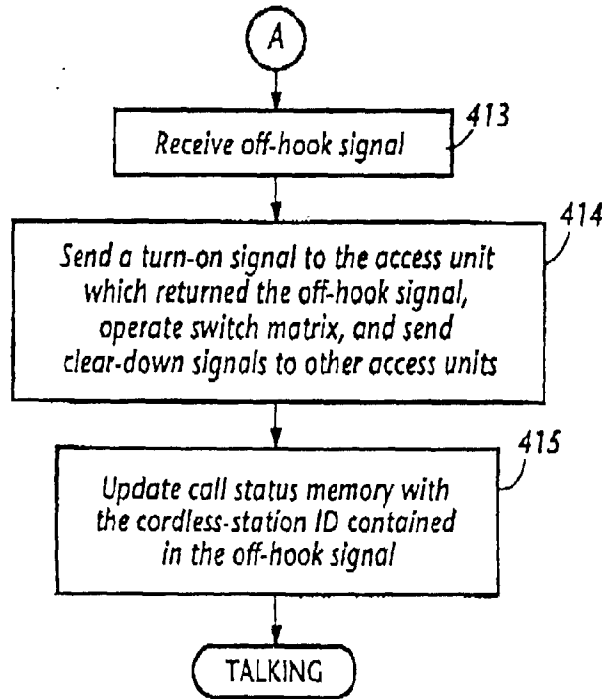 A
413
Receive off-hook signal
414
Send a turn-on signal to the access unit
which returned the off-hook signal,
operate switch matrix, and send
clear-down signals to other access units
415
Update call status memory with
the cordless-station ID contained
in the off-hook signal
TALKING